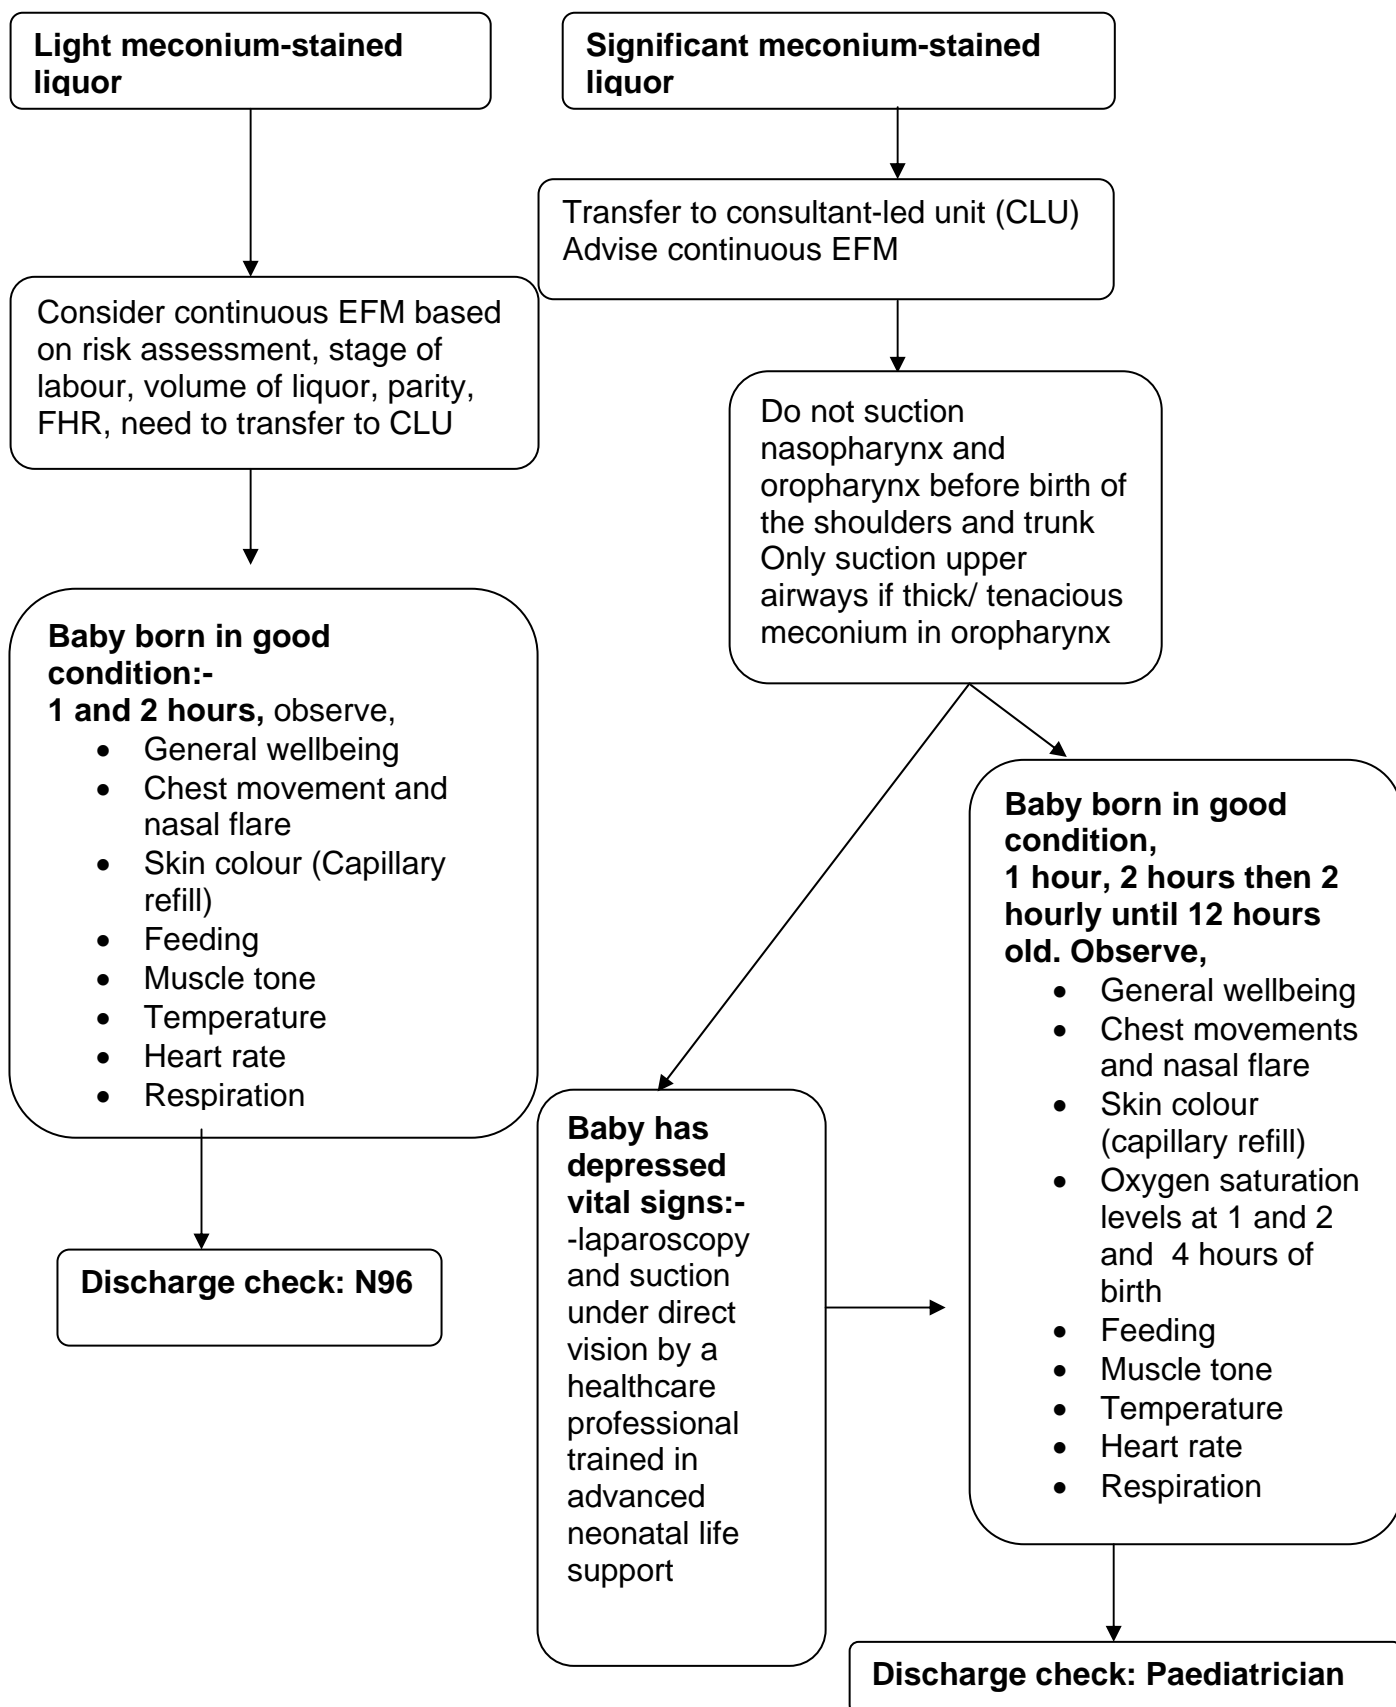 Light meconium-stained
liquor
Significant meconium-stained
liquor
Transfer to consultant-led unit (CLU)
Advise continuous EFM
Consider continuous EFM based
on risk assessment, stage of
labour, volume of liquor, parity,
FHR, need to transfer to CLU
Do not suction
nasopharynx and
oropharynx before birth of
the shoulders and trunk
Only suction upper
airways if thick/ tenacious
meconium in oropharynx
Baby born in good
condition:-
1 and 2 hours, observe,
• General wellbeing
• Chest movement and
nasal flare
• Skin colour (Capillary
refill)
• Feeding
• Muscle tone
• Temperature
• Heart rate
• Respiration
Discharge check: N96
Baby has
depressed
vital signs:-
-laparoscopy
and suction
under direct
vision by a
healthcare
professional
trained in
advanced
neonatal life
support
Baby born in good
condition,
1 hour, 2 hours then 2
hourly until 12 hours
old. Observe,
• General wellbeing
• Chest movements
and nasal flare
• Skin colour
(capillary refill)
• Oxygen saturation
levels at 1 and 2
and 4 hours of
birth
• Feeding
• Muscle tone
• Temperature
• Heart rate
• Respiration
Discharge check: Paediatrician